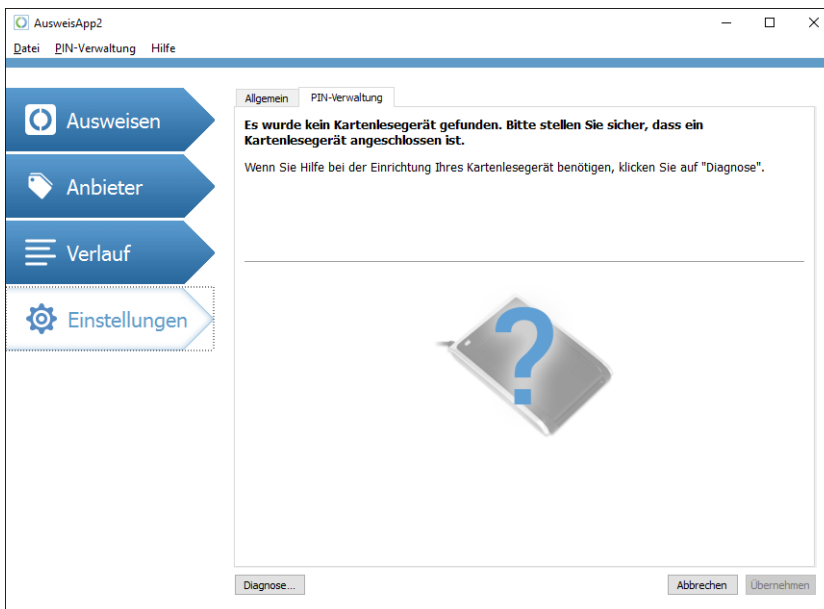 AusweisApp2
Datei PIN-Verwaltung Hilfe
Ausweisen
Anbieter
Verlauf
Einstellungen
Allgemein PIN-Verwaltung
Es wurde kein Kartenlesegerät gefunden. Bitte stellen Sie sicher, dass ein
Kartenlesegerät angeschlossen ist.
Wenn Sie Hilfe bei der Einrichtung Ihres Kartenlesegerät benötigen, klicken Sie auf "Diagnose".
?
Diagnose... Abbrechen Übernehmen